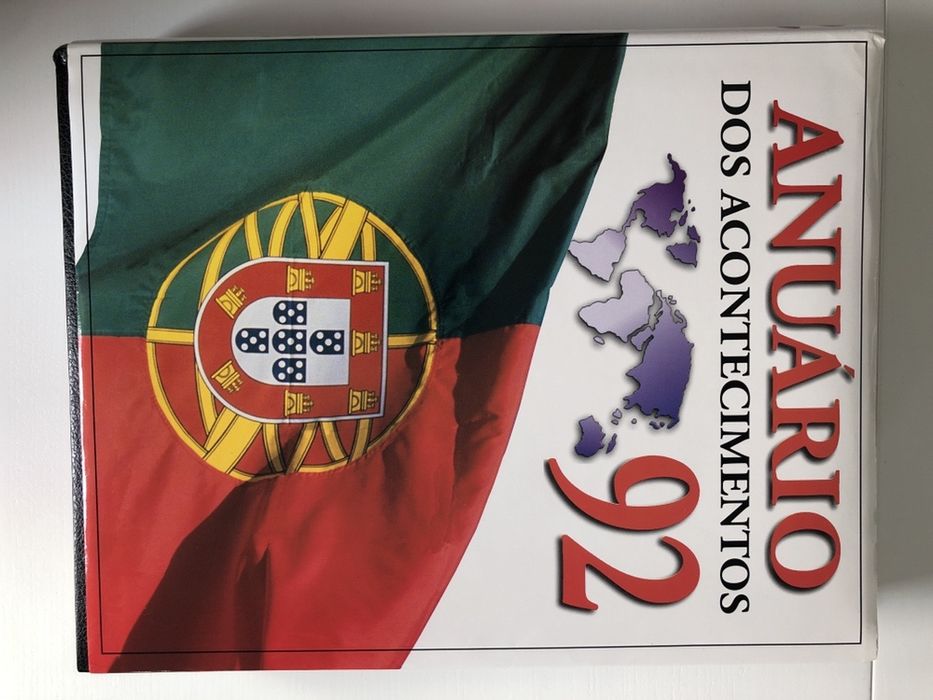 ANUÁRIO
DOS ACONTECIMENTOS
92